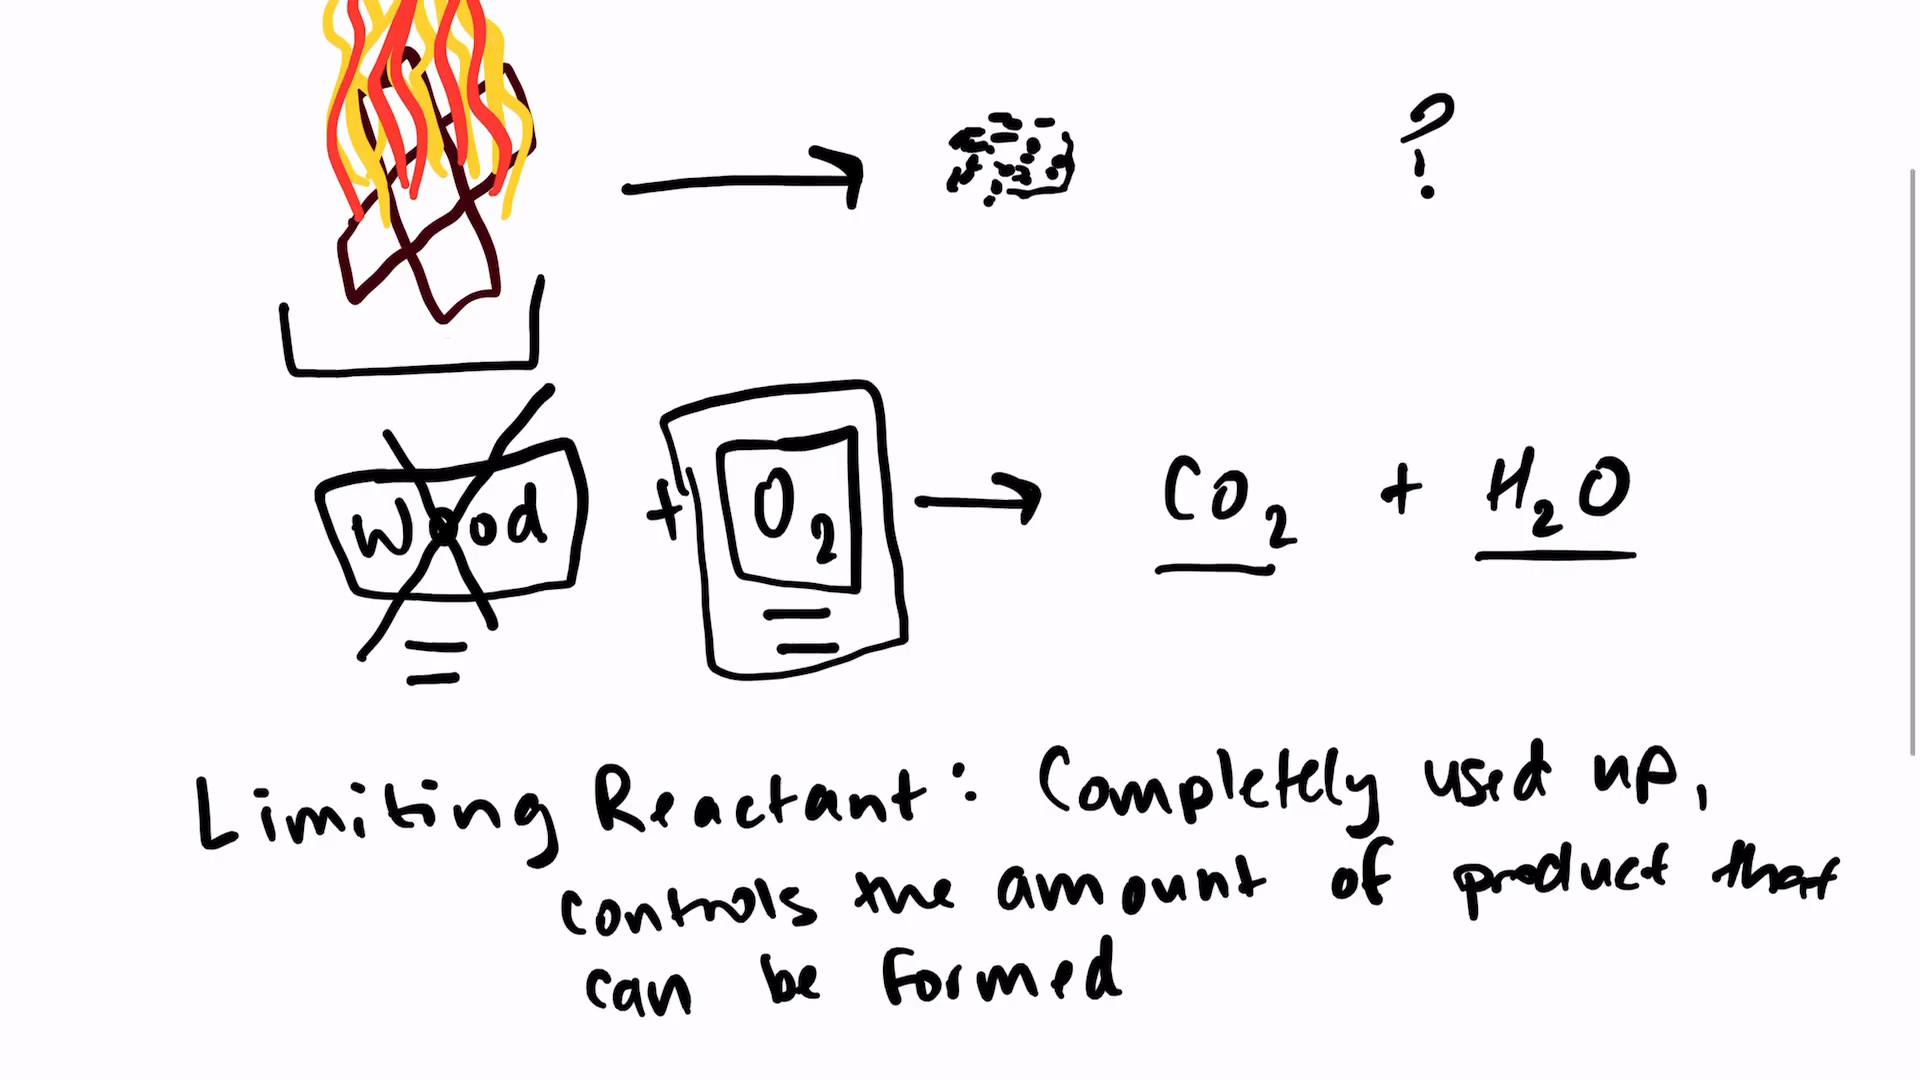 ?
Wood + O₂ → CO₂ + H₂O
Limiting Reactant: Completely used up,
controls the amount of product that
can be formed